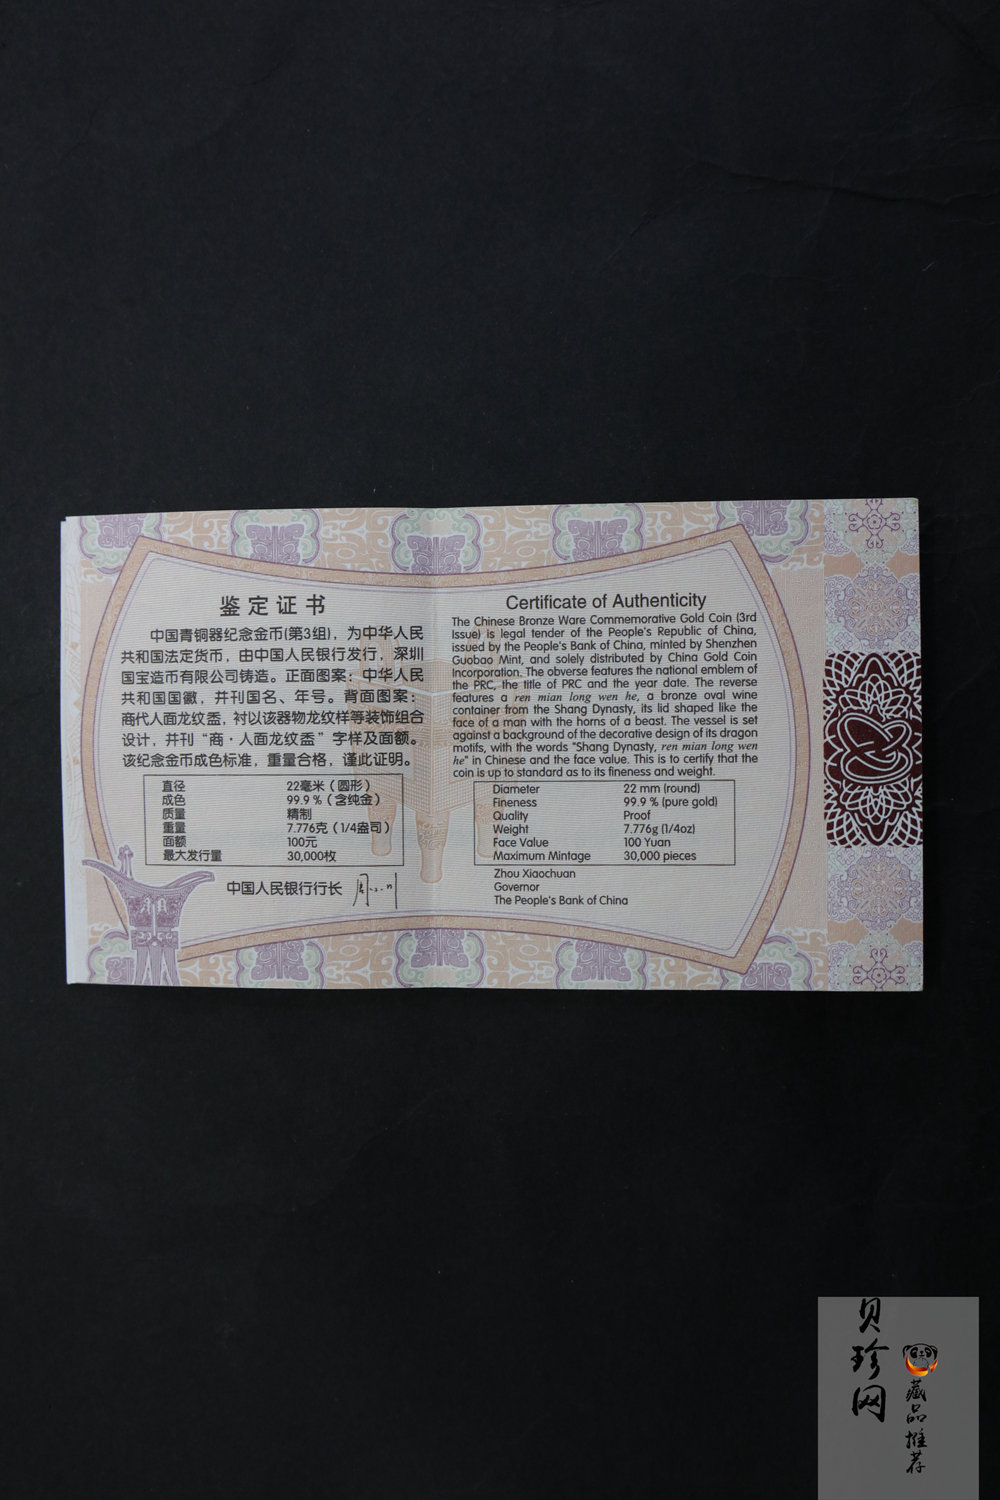 鉴定证书
中国青铜器纪念金币(第3组)，为中华人民
共和国法定货币，由中国人民银行发行，深圳
国宝造币有限公司铸造。正面图案：中华人民
共和国国徽，并刊国名、年号。背面图案：
商代人面龙纹盉，衬以该器物龙纹样等装饰组合
设计，并刊“商·人面龙纹盉”字样及面额。
该纪念金币成色标准，重量合格，谨此证明。
直径 22毫米（圆形）
成色 99.9％（含纯金）
质量 精制
重量 7.776克（1/4盎司）
面额 100元
最大发行量 30,000枚
中国人民银行行长
Certificate of Authenticity
The Chinese Bronze Ware Commemorative Gold Coin (3rd
Issue) is legal tender of the People's Republic of China,
issued by the People's Bank of China, minted by Shenzhen
Guobao Mint, and solely distributed by China Gold Coin
Incorporation. The obverse features the national emblem of
the PRC, the title of PRC and the year date. The reverse
features a ren mian long wen he, a bronze oval wine
container from the Shang Dynasty, its lid shaped like the
face of a man with the horns of a beast. The vessel is set
against a background of the decorative design of its dragon
motifs, with the words "Shang Dynasty, ren mian long wen
he" in Chinese and the face value. This is to certify that the
coin is up to standard as to its fineness and weight.
Diameter 22 mm (round)
Fineness 99.9 % (pure gold)
Quality Proof
Weight 7.776g (1/4oz)
Face Value 100 Yuan
Maximum Mintage 30,000 pieces
Zhou Xiaochuan
Governor
The People's Bank of China
贝珍网
藏品推荐